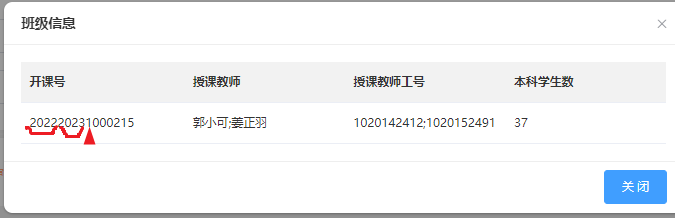 班级信息
开课号 授课教师 授课教师工号 本科学生数
202220231000215 郭小可;姜正羽 1020142412;1020152491 37
关 闭